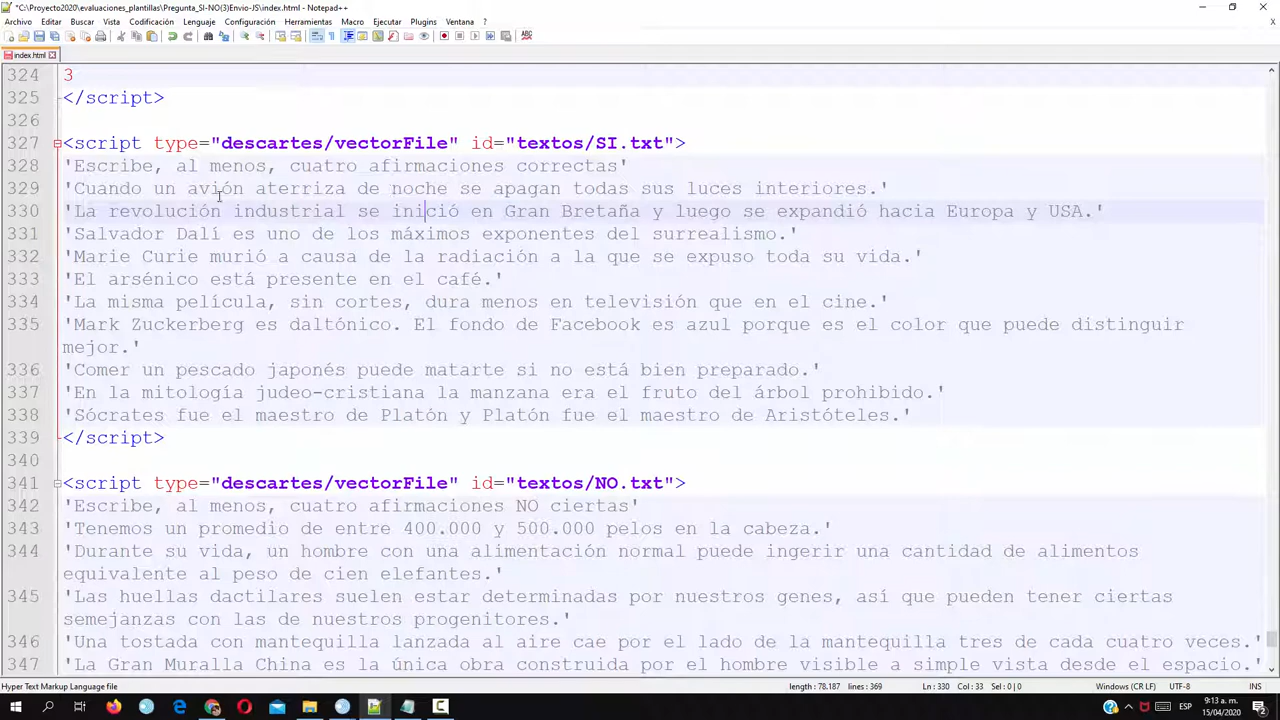 *C:\Proyecto2020\evaluaciones_plantillas\Pregunta_SI-NO(3)Envio-JS\index.html - Notepad++
Archivo Editar Buscar Vista Codificación Lenguaje Configuración Herramientas Macro Ejecutar Plugins Ventana ?
index.html
324 3
325 </script>
326
327 <script type="descartes/vectorFile" id="textos/SI.txt">
328 'Escribe, al menos, cuatro afirmaciones correctas'
329 'Cuando un avión aterriza de noche se apagan todas sus luces interiores.'
330 'La revolución industrial se inició en Gran Bretaña y luego se expandió hacia Europa y USA.'
331 'Salvador Dalí es uno de los máximos exponentes del surrealismo.'
332 'Marie Curie murió a causa de la radiación a la que se expuso toda su vida.'
333 'El arsénico está presente en el café.'
334 'La misma película, sin cortes, dura menos en televisión que en el cine.'
335 'Mark Zuckerberg es daltónico. El fondo de Facebook es azul porque es el color que puede distinguir
mejor.'
336 'Comer un pescado japonés puede matarte si no está bien preparado.'
337 'En la mitología judeo-cristiana la manzana era el fruto del árbol prohibido.'
338 'Sócrates fue el maestro de Platón y Platón fue el maestro de Aristóteles.'
339 </script>
340
341 <script type="descartes/vectorFile" id="textos/NO.txt">
342 'Escribe, al menos, cuatro afirmaciones NO ciertas'
343 'Tenemos un promedio de entre 400.000 y 500.000 pelos en la cabeza.'
344 'Durante su vida, un hombre con una alimentación normal puede ingerir una cantidad de alimentos
equivalente al peso de cien elefantes.'
345 'Las huellas dactilares suelen estar determinadas por nuestros genes, así que pueden tener ciertas
semejanzas con las de nuestros progenitores.'
346 'Una tostada con mantequilla lanzada al aire cae por el lado de la mantequilla tres de cada cuatro veces.'
347 'La Gran Muralla China es la única obra construida por el hombre visible a simple vista desde el espacio.'
Hyper Text Markup Language file length : 78.187 lines : 369 Ln : 330 Col : 33 Sel : 0 | 0 Windows (CR LF) UTF-8 INS
ESP 9:13 a. m.
15/04/2020